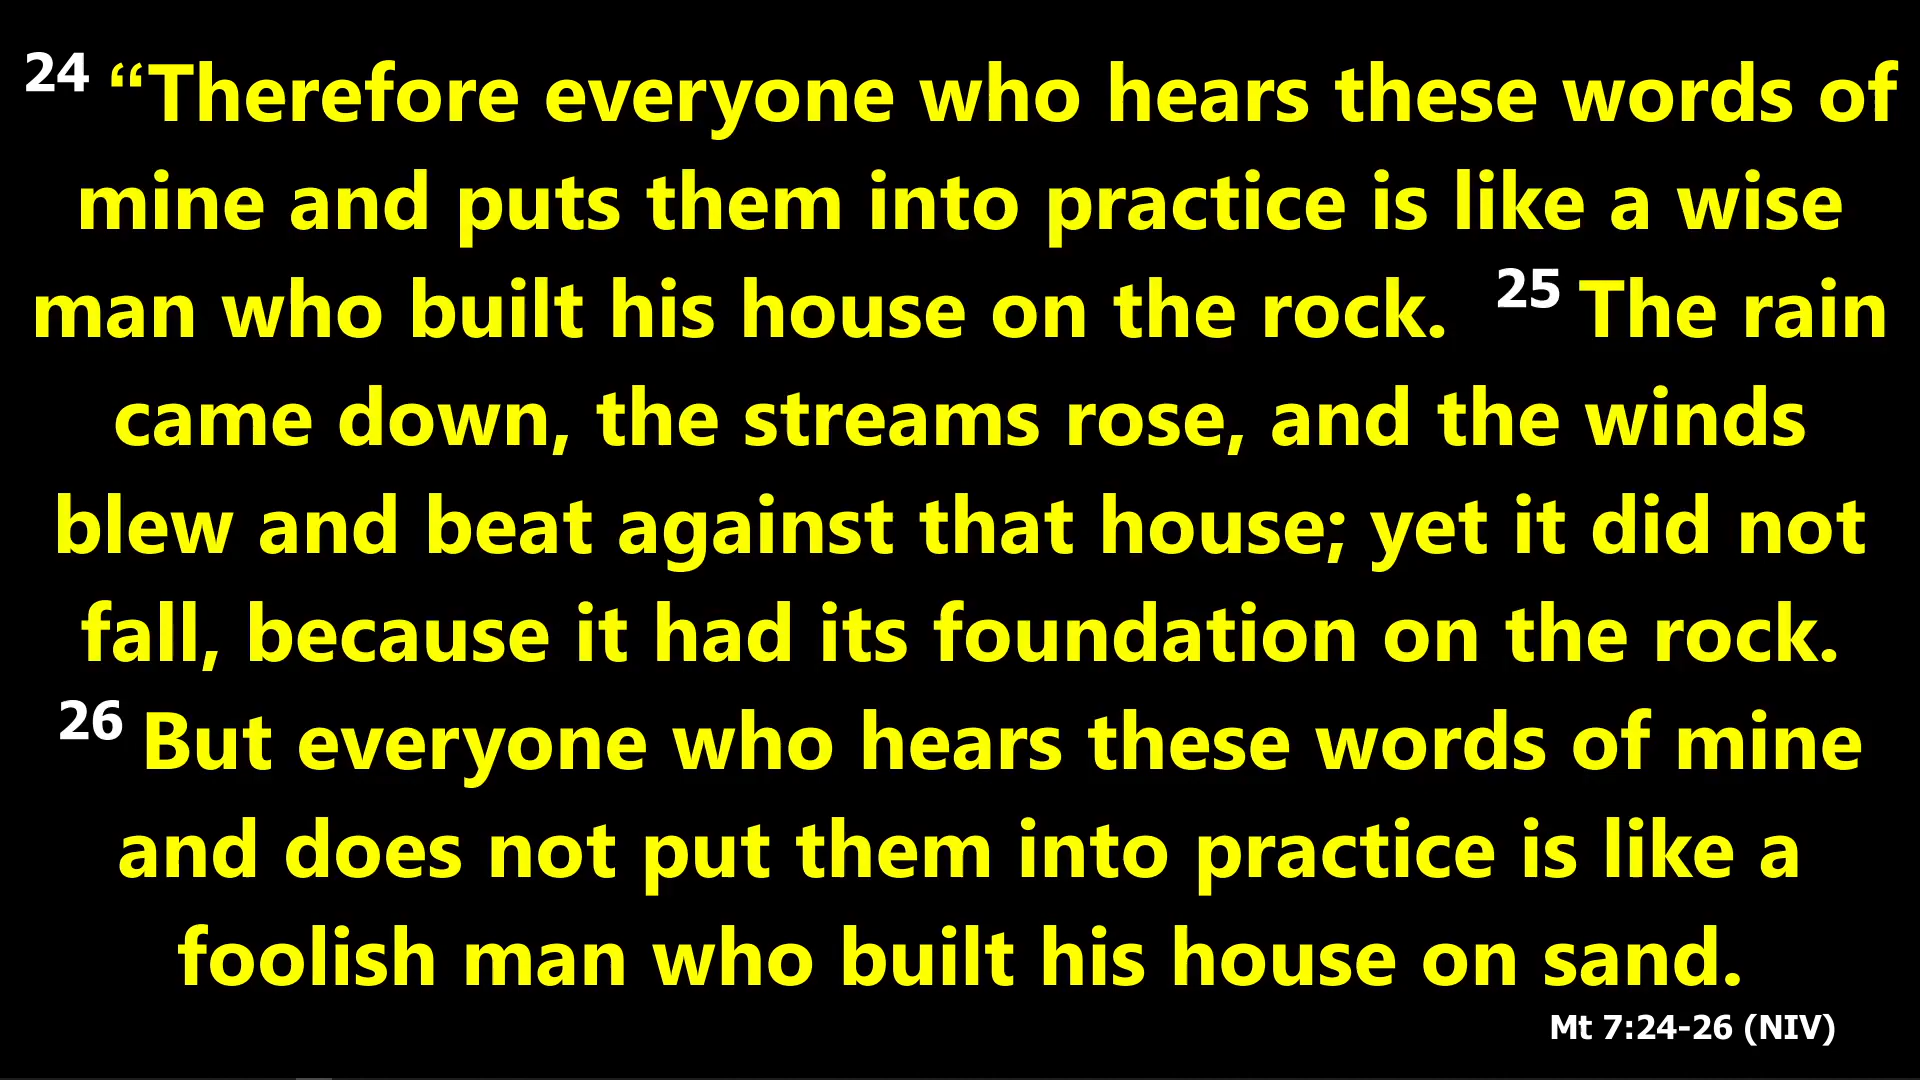 24 “Therefore everyone who hears these words of
mine and puts them into practice is like a wise
man who built his house on the rock. 25 The rain
came down, the streams rose, and the winds
blew and beat against that house; yet it did not
fall, because it had its foundation on the rock.
26 But everyone who hears these words of mine
and does not put them into practice is like a
foolish man who built his house on sand.
Mt 7:24-26 (NIV)